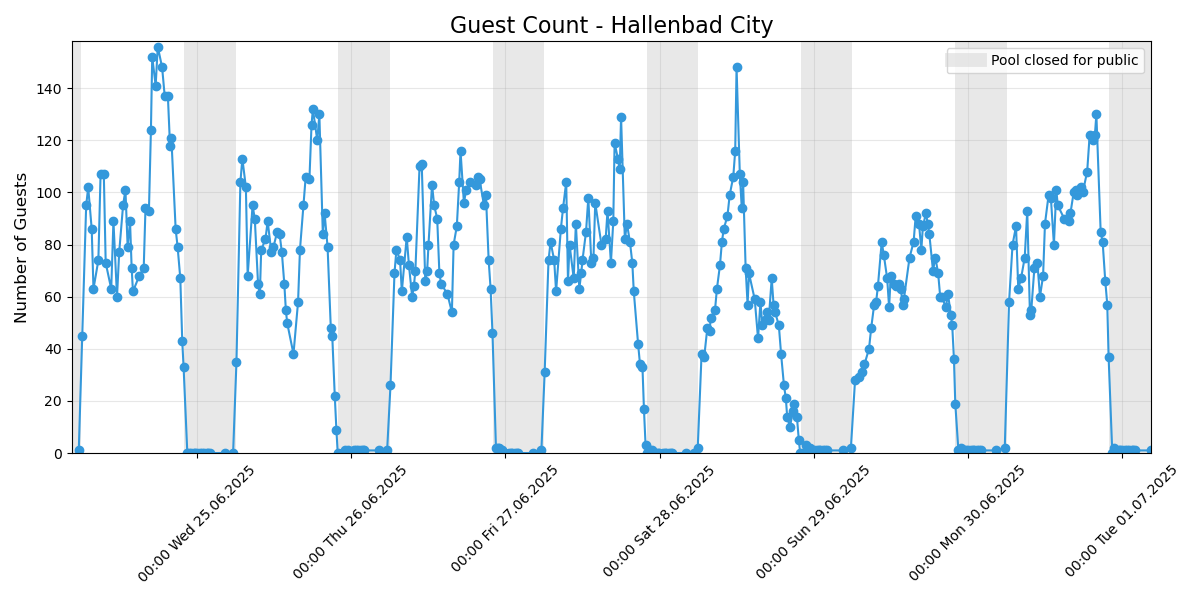 Guest Count - Hallenbad City
Pool closed for public
Number of Guests
140
120
100
80
60
40
20
0
00:00 Wed 25.06.2025
00:00 Thu 26.06.2025
00:00 Fri 27.06.2025
00:00 Sat 28.06.2025
00:00 Sun 29.06.2025
00:00 Mon 30.06.2025
00:00 Tue 01.07.2025